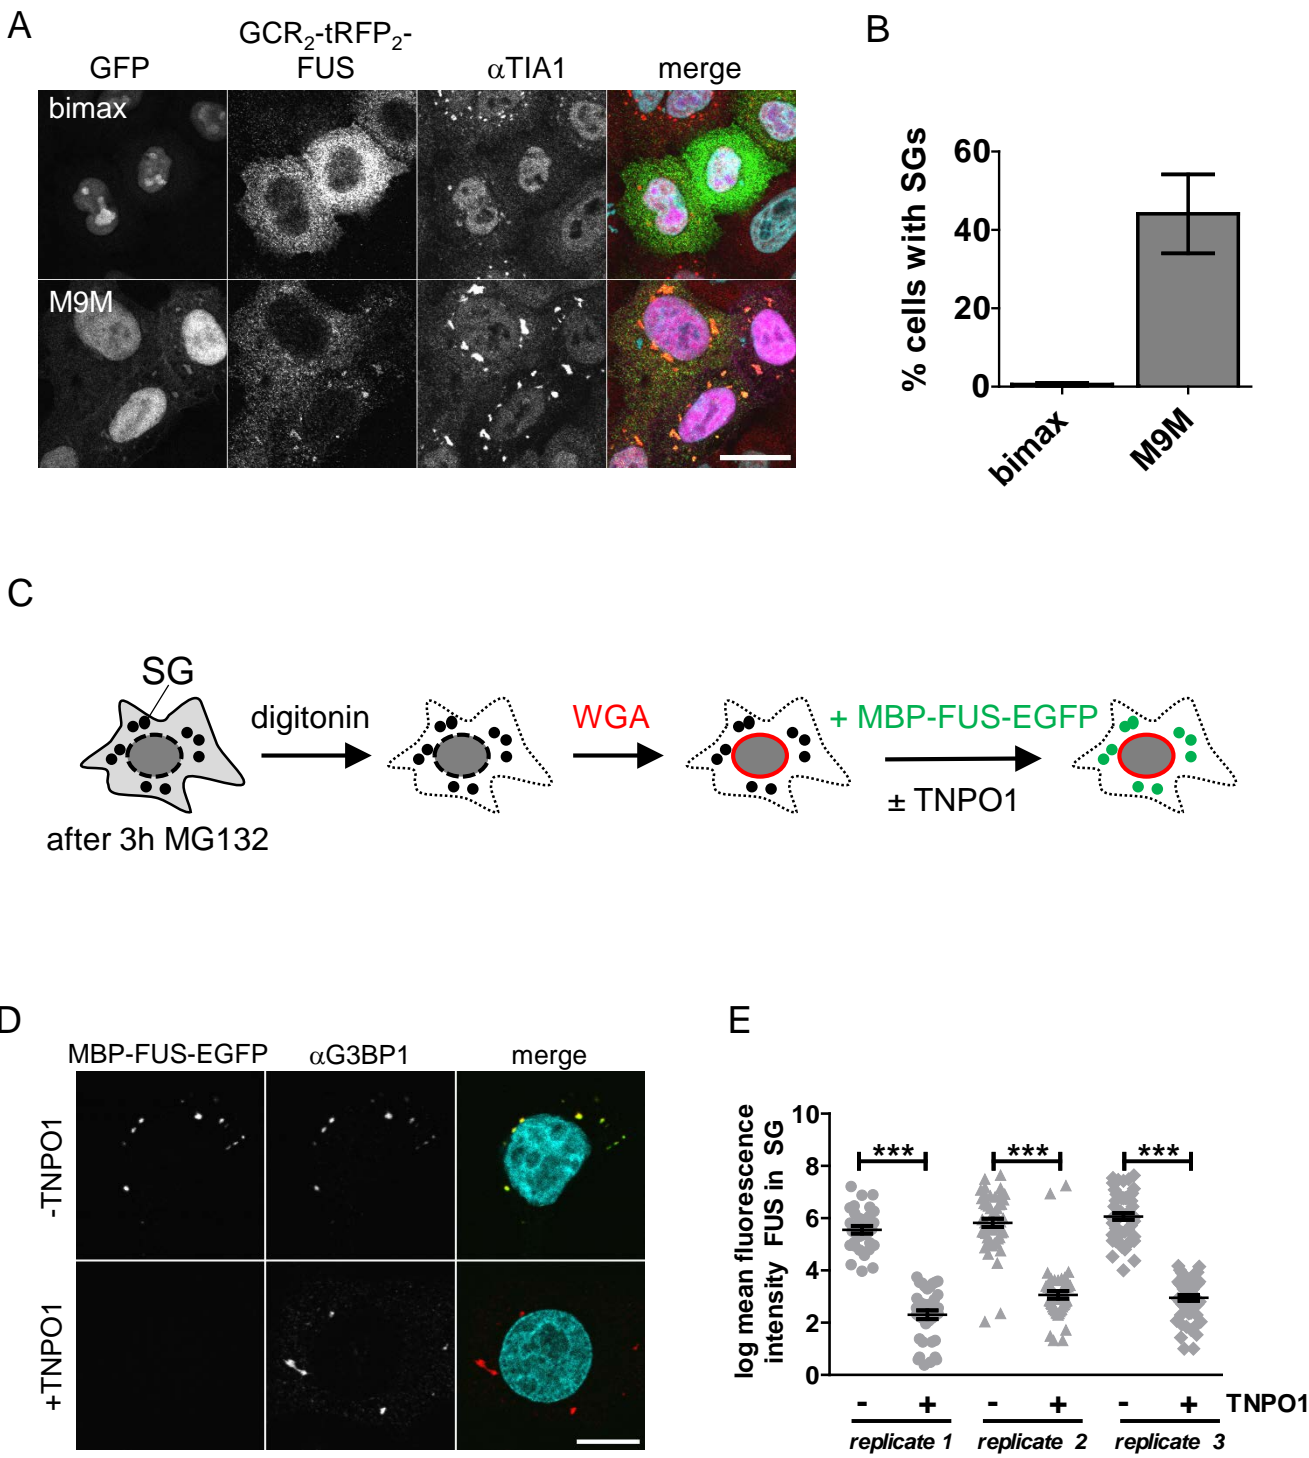 A
GFP
GCR2-tRFP2-
FUS
αTIA1
merge
bimax
M9M
B
% cells with SGs
60
40
20
0
bimax
M9M
C
SG
after 3h MG132
digitonin
WGA
+ MBP-FUS-EGFP
± TNPO1
D
MBP-FUS-EGFP
αG3BP1
merge
-TNPO1
+TNPO1
E
log mean fluorescence
intensity FUS in SG
10
8
6
4
2
0
*** *** ***
- + - + - + TNPO1
replicate 1 replicate 2 replicate 3